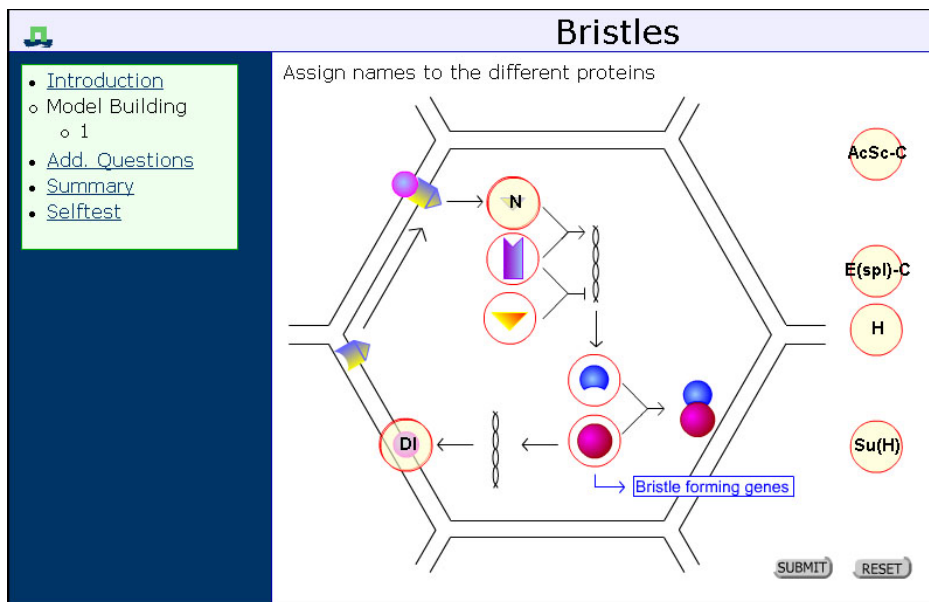 Bristles
Introduction
Model Building
1
Add. Questions
Summary
Selftest
Assign names to the different proteins
AcSc-C
N
E(spl)-C
H
Dl
Su(H)
Bristle forming genes
SUBMIT
RESET